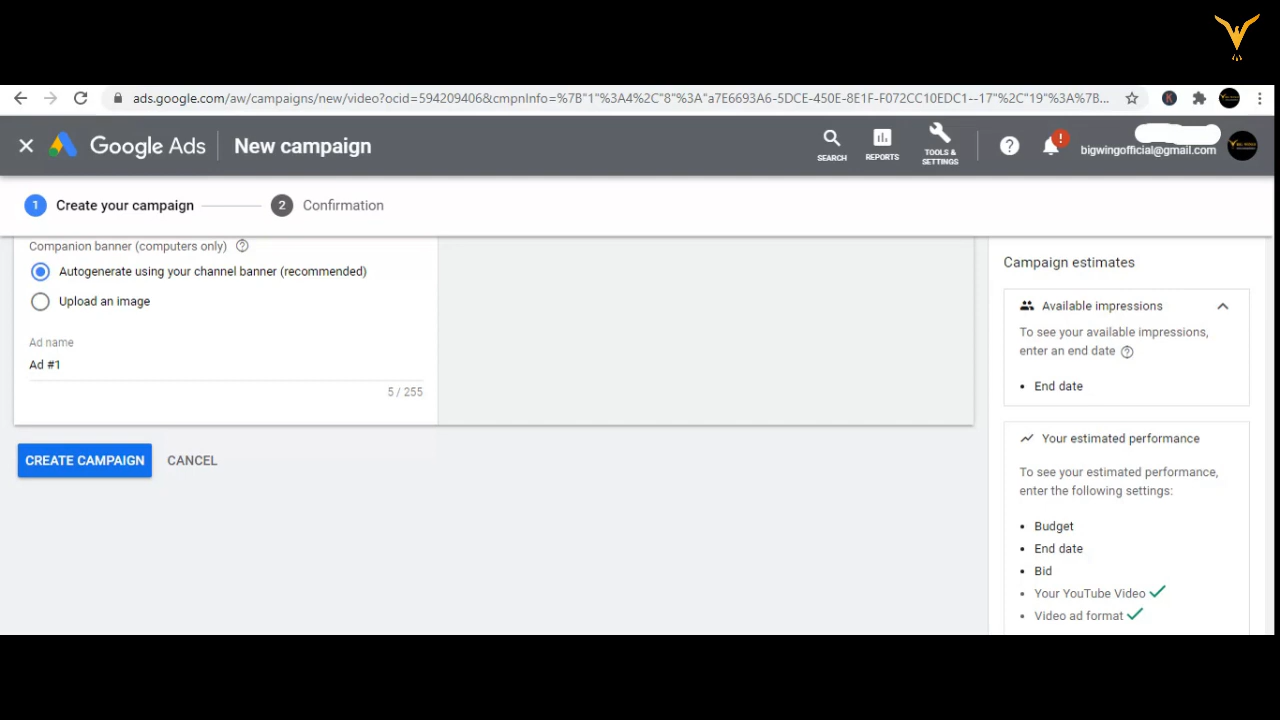 ads.google.com/aw/campaigns/new/video?ocid=594209406&cmpnInfo=%7B"1"%3A4%2C"8"%3A"a7E6693A6-5DCE-450E-8E1F-F072CC10EDC1--17"%2C"19"%3A%7B...
Google Ads New campaign
SEARCH REPORTS TOOLS &
SETTINGS
! bigwingofficial@gmail.com
1 Create your campaign 2 Confirmation
Companion banner (computers only)
Autogenerate using your channel banner (recommended)
Upload an image
Ad name
Ad #1
5 / 255
CREATE CAMPAIGN CANCEL
Campaign estimates
Available impressions
To see your available impressions,
enter an end date
• End date
Your estimated performance
To see your estimated performance,
enter the following settings:
• Budget
• End date
• Bid
• Your YouTube Video
• Video ad format